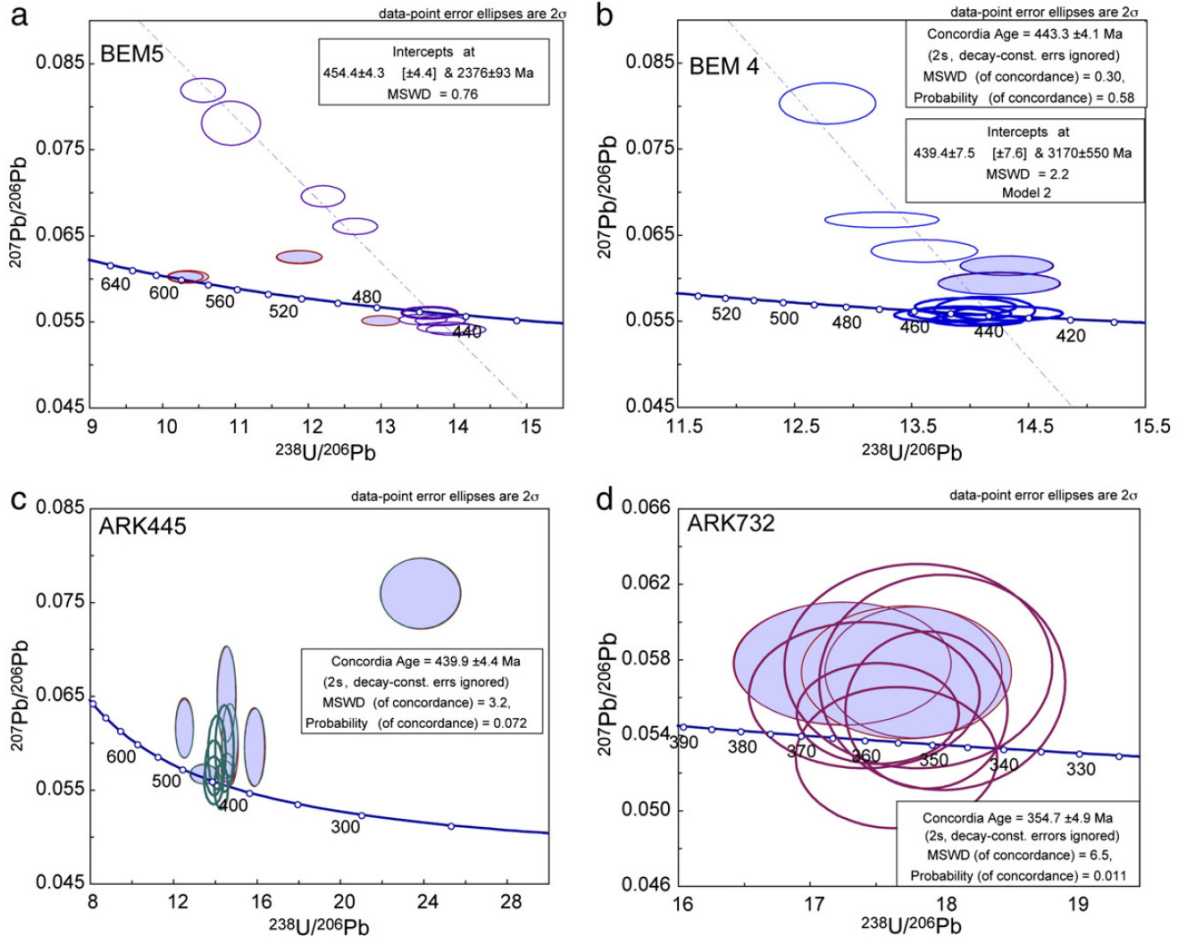 a
data-point error ellipses are 2σ
BEM5
Intercepts at
454.4±4.3 [±4.4] & 2376±93 Ma
MSWD = 0.76
0.085
0.075
0.065
0.055
0.045
207Pb/206Pb
640
600
560
520
480
440
9 10 11 12 13 14 15
238U/206Pb
b
data-point error ellipses are 2σ
BEM 4
Concordia Age = 443.3 ±4.1 Ma
(2s, decay-const. errs ignored)
MSWD (of concordance) = 0.30,
Probability (of concordance) = 0.58
Intercepts at
439.4±7.5 [±7.6] & 3170±550 Ma
MSWD = 2.2
Model 2
0.085
0.075
0.065
0.055
0.045
207Pb/206Pb
520
500
480
460
440
420
11.5 12.5 13.5 14.5 15.5
238U/206Pb
c
data-point error ellipses are 2σ
ARK445
Concordia Age = 439.9 ±4.4 Ma
(2s, decay-const. errs ignored)
MSWD (of concordance) = 3.2,
Probability (of concordance) = 0.072
0.085
0.075
0.065
0.055
0.045
207Pb/206Pb
600
500
400
300
8 12 16 20 24 28
238U/206Pb
d
data-point error ellipses are 2σ
ARK732
0.066
0.062
0.058
0.054
0.050
0.046
207Pb/206Pb
390
380
370
360
350
340
330
Concordia Age = 354.7 ±4.9 Ma
(2s, decay-const. errors ignored)
MSWD (of concordance) = 6.5,
Probability (of concordance) = 0.011
16 17 18 19
238U/206Pb